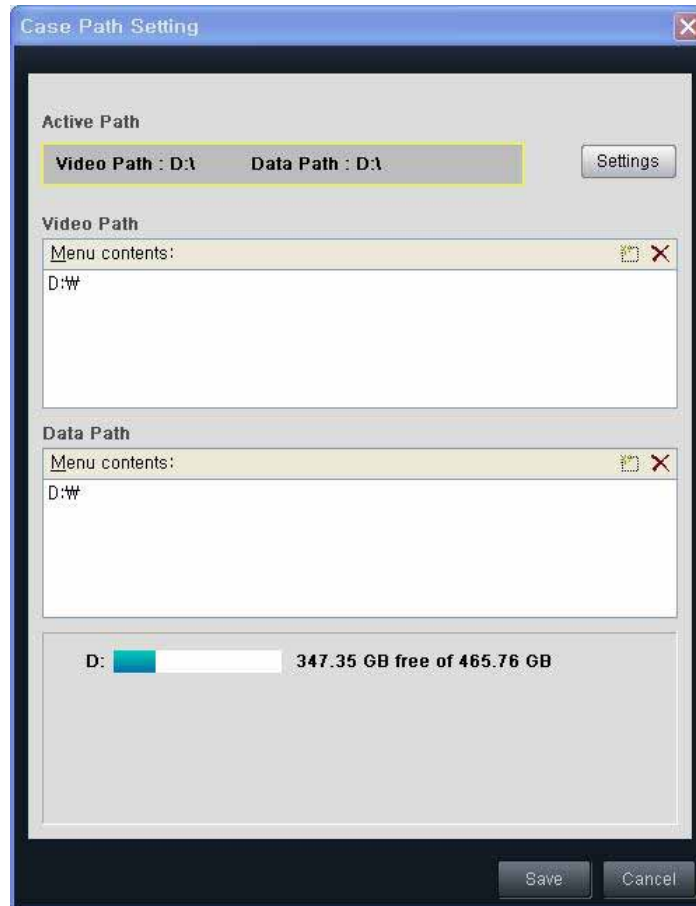 Case Path Setting
Active Path
Video Path : D:\ Data Path : D:\
Settings
Video Path
Menu contents:
D:₩
Data Path
Menu contents:
D:₩
D: 347.35 GB free of 465.76 GB
Save
Cancel